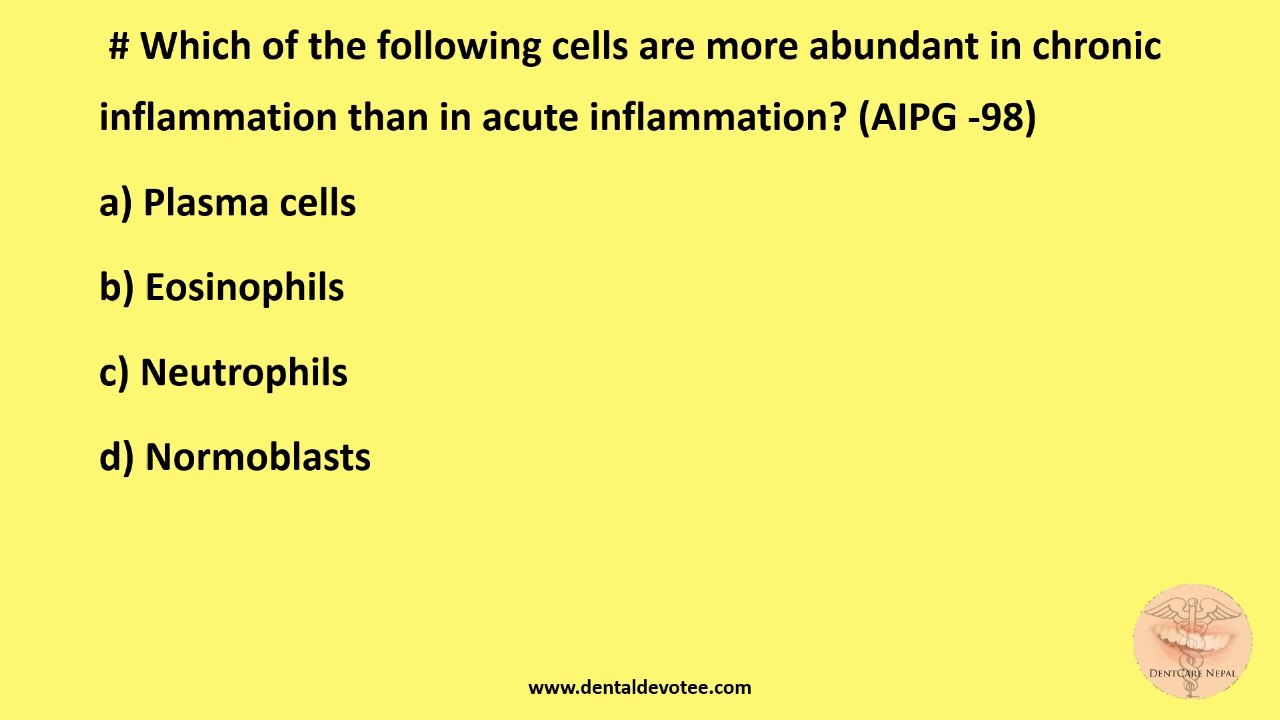 # Which of the following cells are more abundant in chronic
inflammation than in acute inflammation? (AIPG -98)
a) Plasma cells
b) Eosinophils
c) Neutrophils
d) Normoblasts
DENTCARE NEPAL
www.dentaldevotee.com